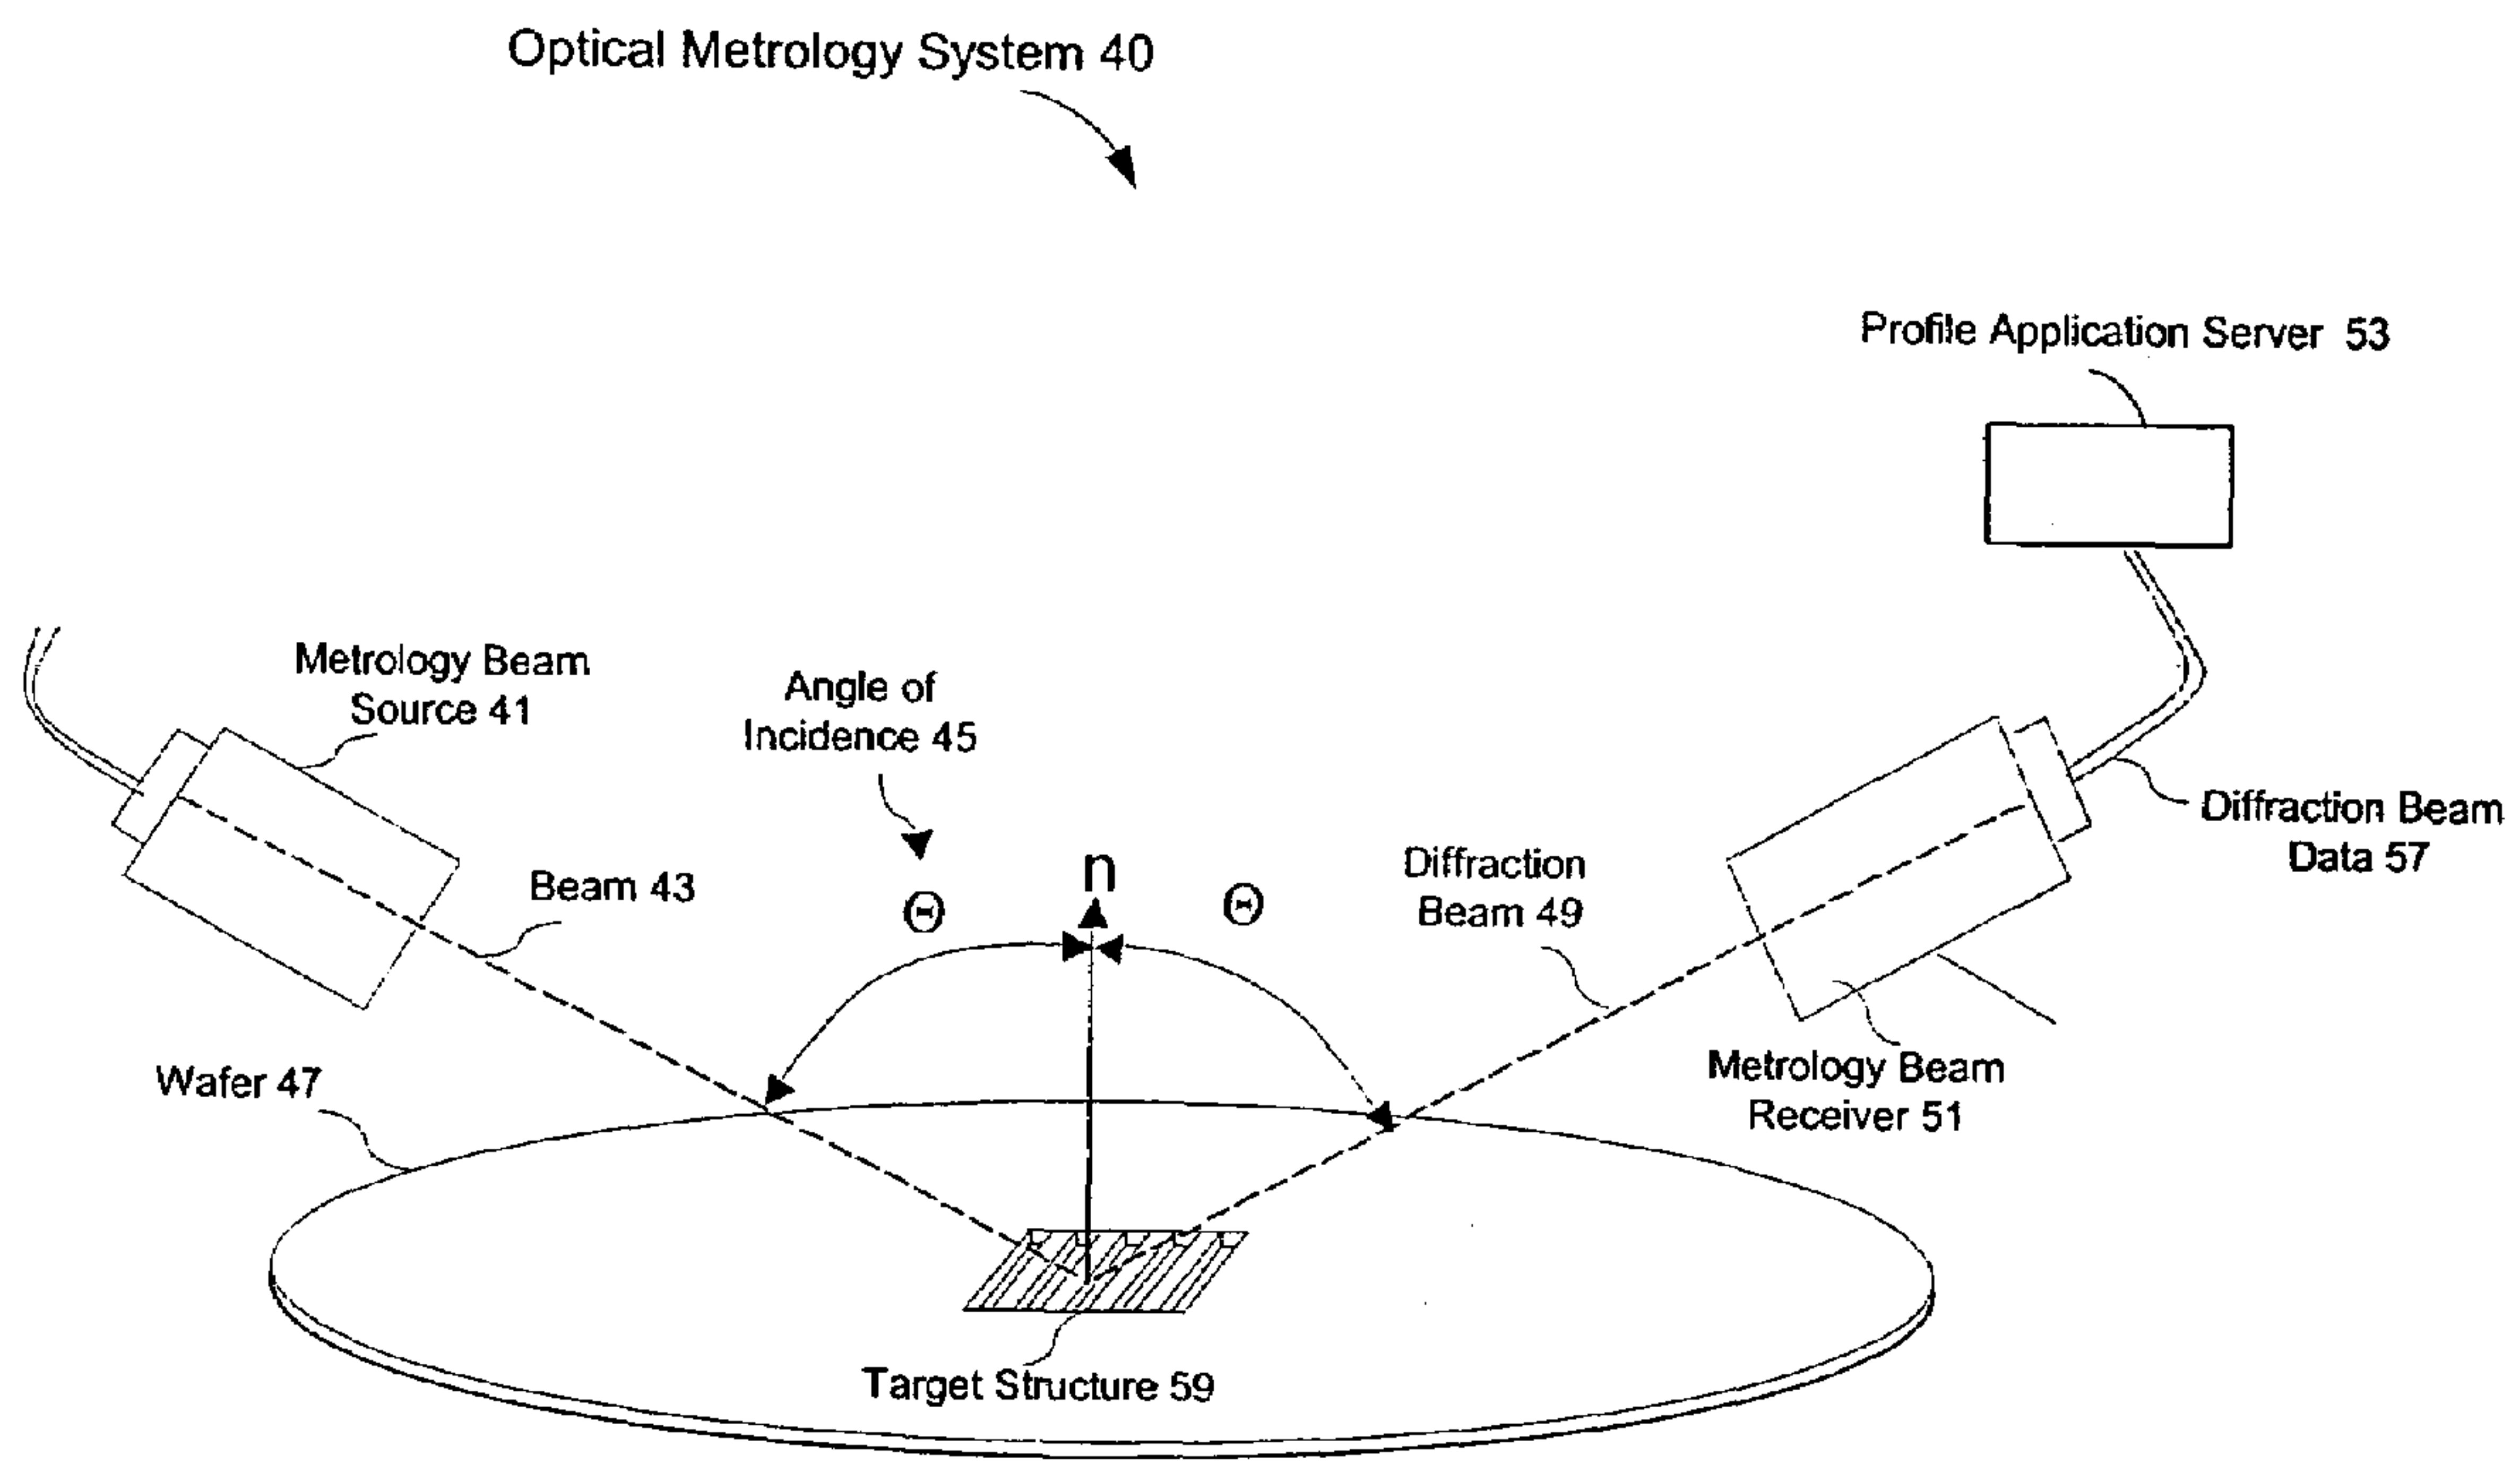 Optical Metrology System 40
Profile Application Server 53
Metrology Beam
Source 41
Angle of
Incidence 45
Diffraction Beam
Data 57
Beam 43
n
Θ
Θ
Diffraction
Beam 49
Wafer 47
Metrology Beam
Receiver 51
Target Structure 59